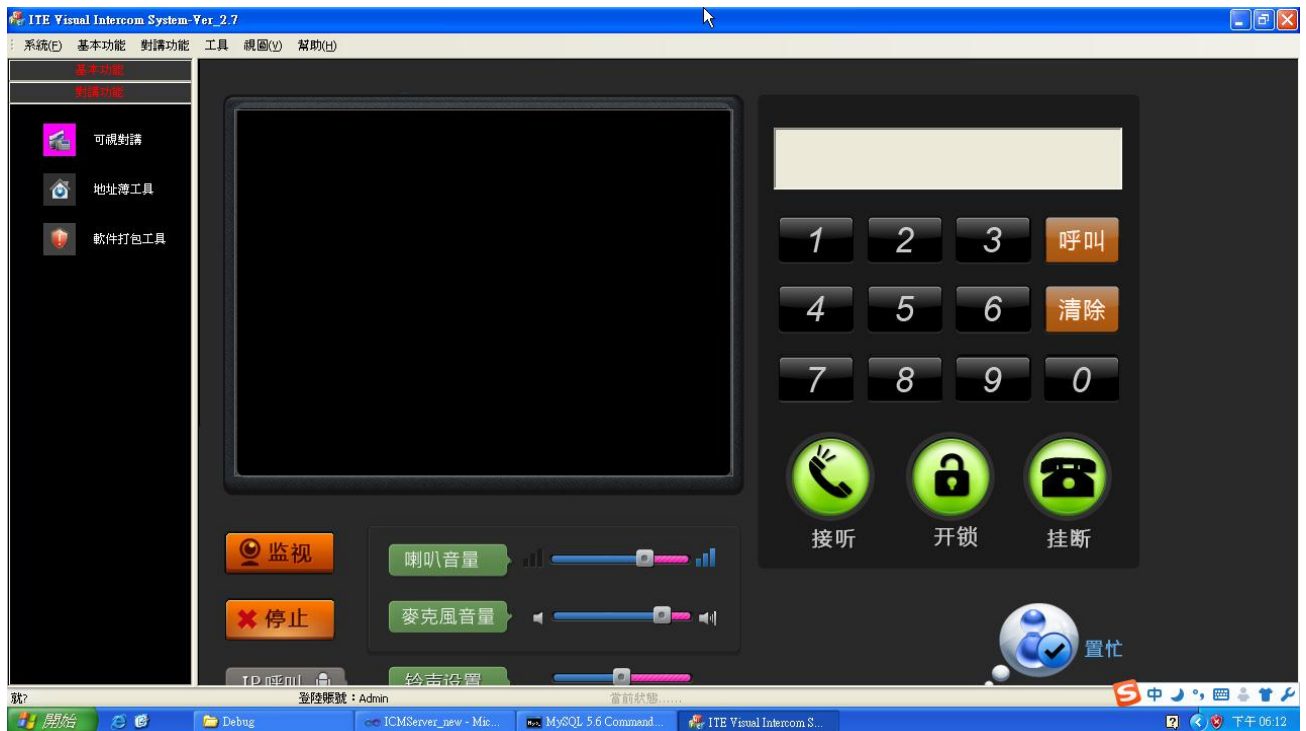 ITE Visual Intercom System-Ver_2.7
系統(F) 基本功能 對講功能 工具 視圖(V) 幫助(H)
基本功能
對講功能
可視對講
地址薄工具
軟件打包工具
1 2 3 呼叫
4 5 6 清除
7 8 9 0
接听 开锁 挂断
监视
喇叭音量
停止
麥克風音量
置忙
IP 呼叫
铃声设置
就? 登陸賬號：Admin 當前狀態......
中
開始 Debug ICMServer_new - Mic... MySQL 5.6 Command... ITE Visual Intercom S... 下午 06:12